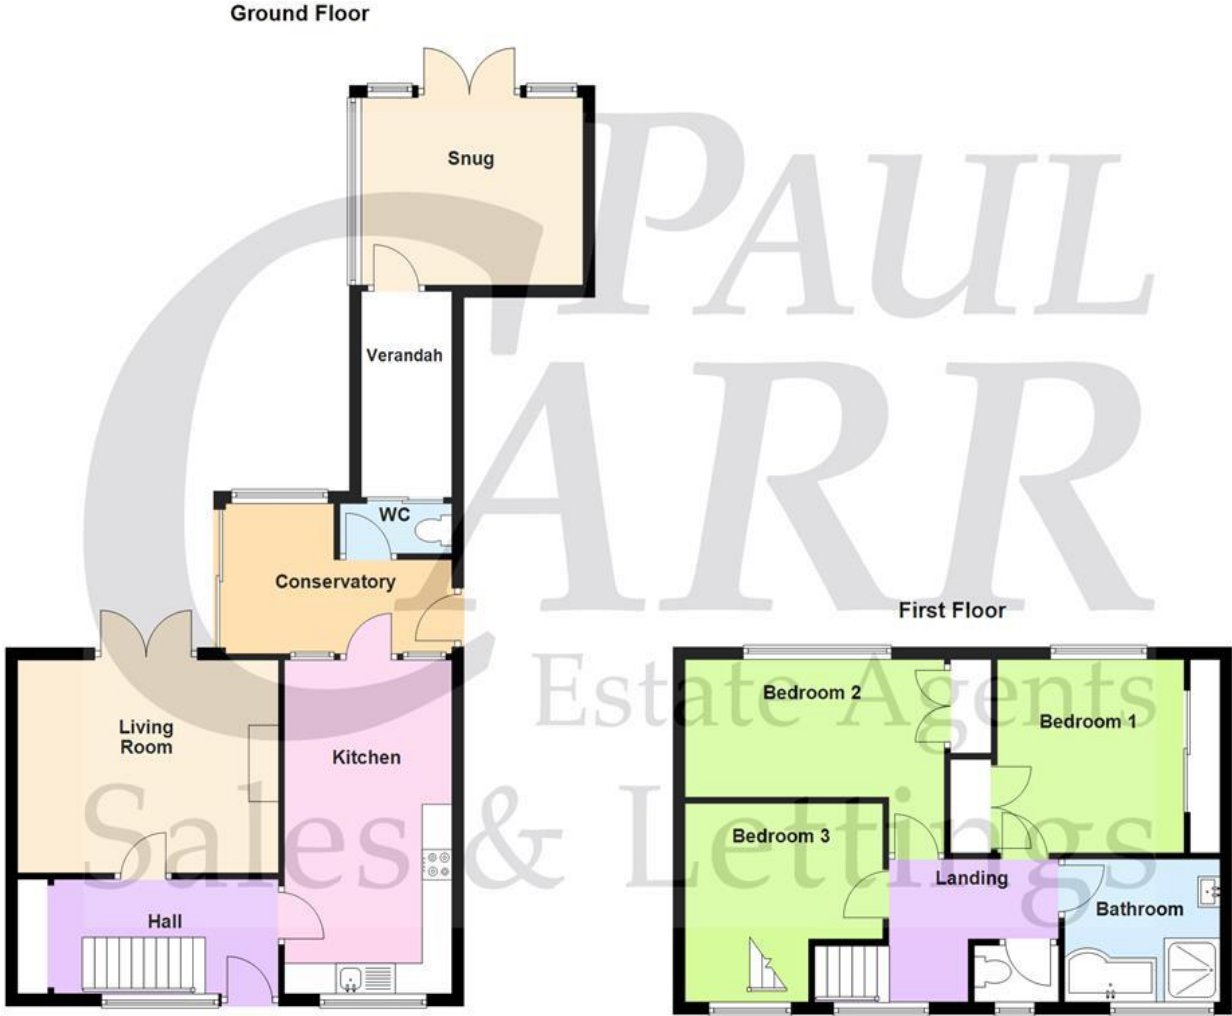 Ground Floor
Snug
Verandah
WC
Conservatory
Living
Room
Kitchen
Hall
First Floor
Bedroom 2
Bedroom 1
Bedroom 3
Landing
Bathroom
PAUL
CARR
Estate Agents
Sales & Lettings